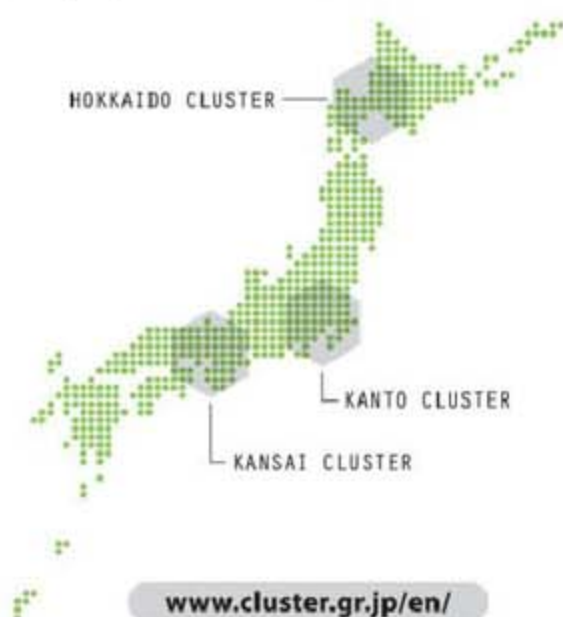 HOKKAIDO CLUSTER
KANTO CLUSTER
KANSAI CLUSTER
www.cluster.gr.jp/en/